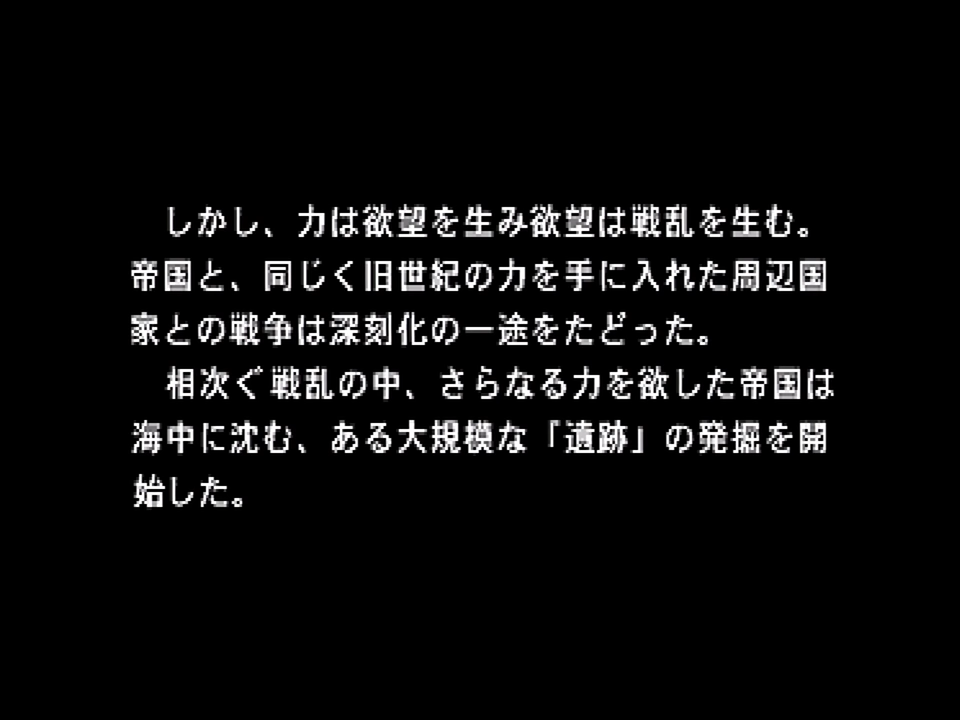 しかし、力は欲望を生み欲望は戦乱を生む。
帝国と、同じく旧世紀の力を手に入れた周辺国
家との戦争は深刻化の一途をたどった。
相次ぐ戦乱の中、さらなる力を欲した帝国は
海中に沈む、ある大規模な「遺跡」の発掘を開
始した。